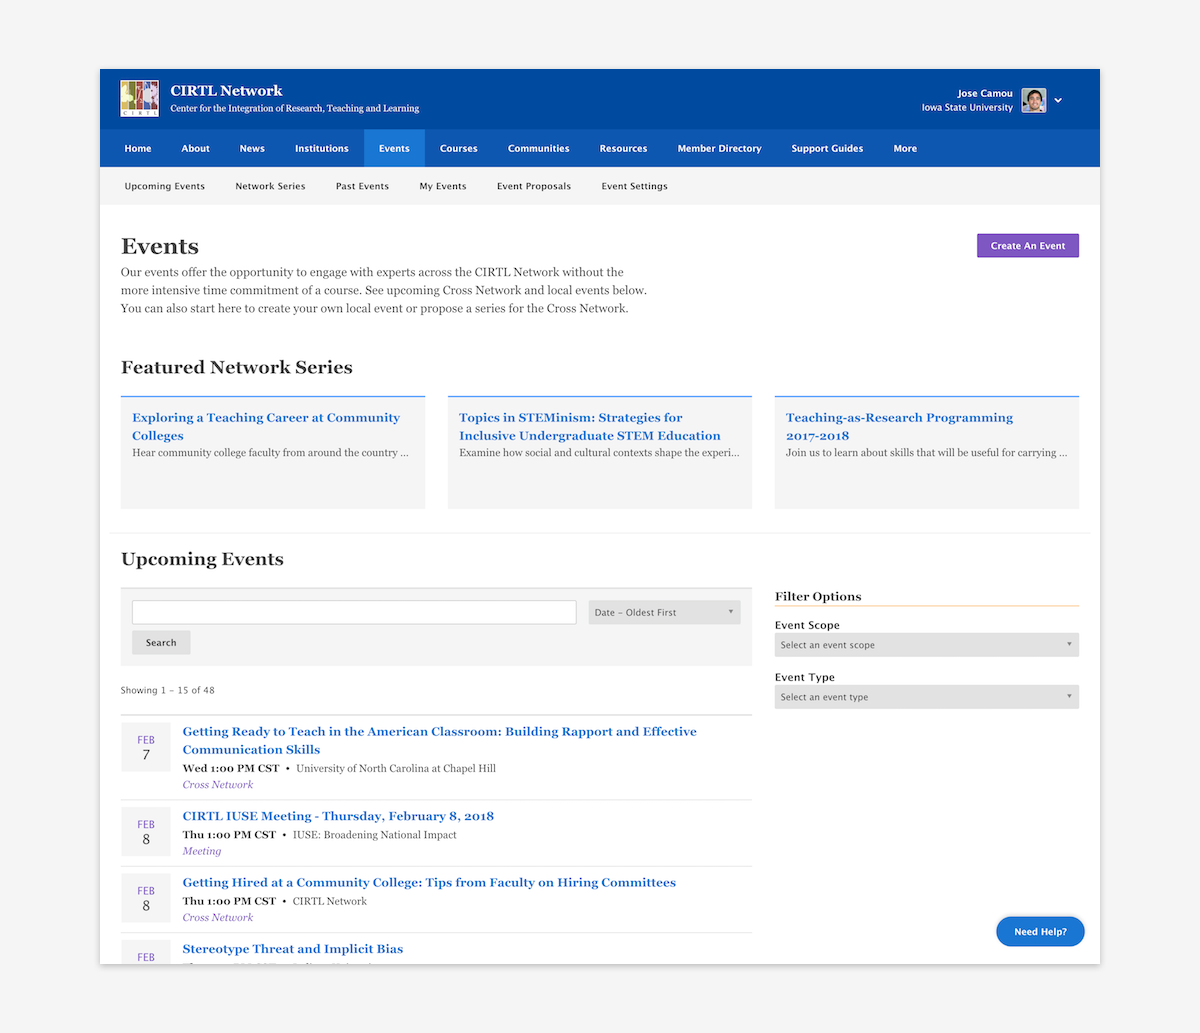 CIRTL Network
Center for the Integration of Research, Teaching and Learning
CIRTL
Jose Camou
Iowa State University
Home About News Institutions Events Courses Communities Resources Member Directory Support Guides More
Upcoming Events Network Series Past Events My Events Event Proposals Event Settings
Events
Create An Event
Our events offer the opportunity to engage with experts across the CIRTL Network without the
more intensive time commitment of a course. See upcoming Cross Network and local events below.
You can also start here to create your own local event or propose a series for the Cross Network.
Featured Network Series
Exploring a Teaching Career at Community
Colleges
Hear community college faculty from around the country ...
Topics in STEMinism: Strategies for
Inclusive Undergraduate STEM Education
Examine how social and cultural contexts shape the experi...
Teaching-as-Research Programming
2017-2018
Join us to learn about skills that will be useful for carrying ...
Upcoming Events
Date – Oldest First
Search
Showing 1 – 15 of 48
FEB
7
Getting Ready to Teach in the American Classroom: Building Rapport and Effective
Communication Skills
Wed 1:00 PM CST • University of North Carolina at Chapel Hill
Cross Network
FEB
8
CIRTL IUSE Meeting - Thursday, February 8, 2018
Thu 1:00 PM CST • IUSE: Broadening National Impact
Meeting
FEB
8
Getting Hired at a Community College: Tips from Faculty on Hiring Committees
Thu 1:00 PM CST • CIRTL Network
Cross Network
FEB
Stereotype Threat and Implicit Bias
Filter Options
Event Scope
Select an event scope
Event Type
Select an event type
Need Help?